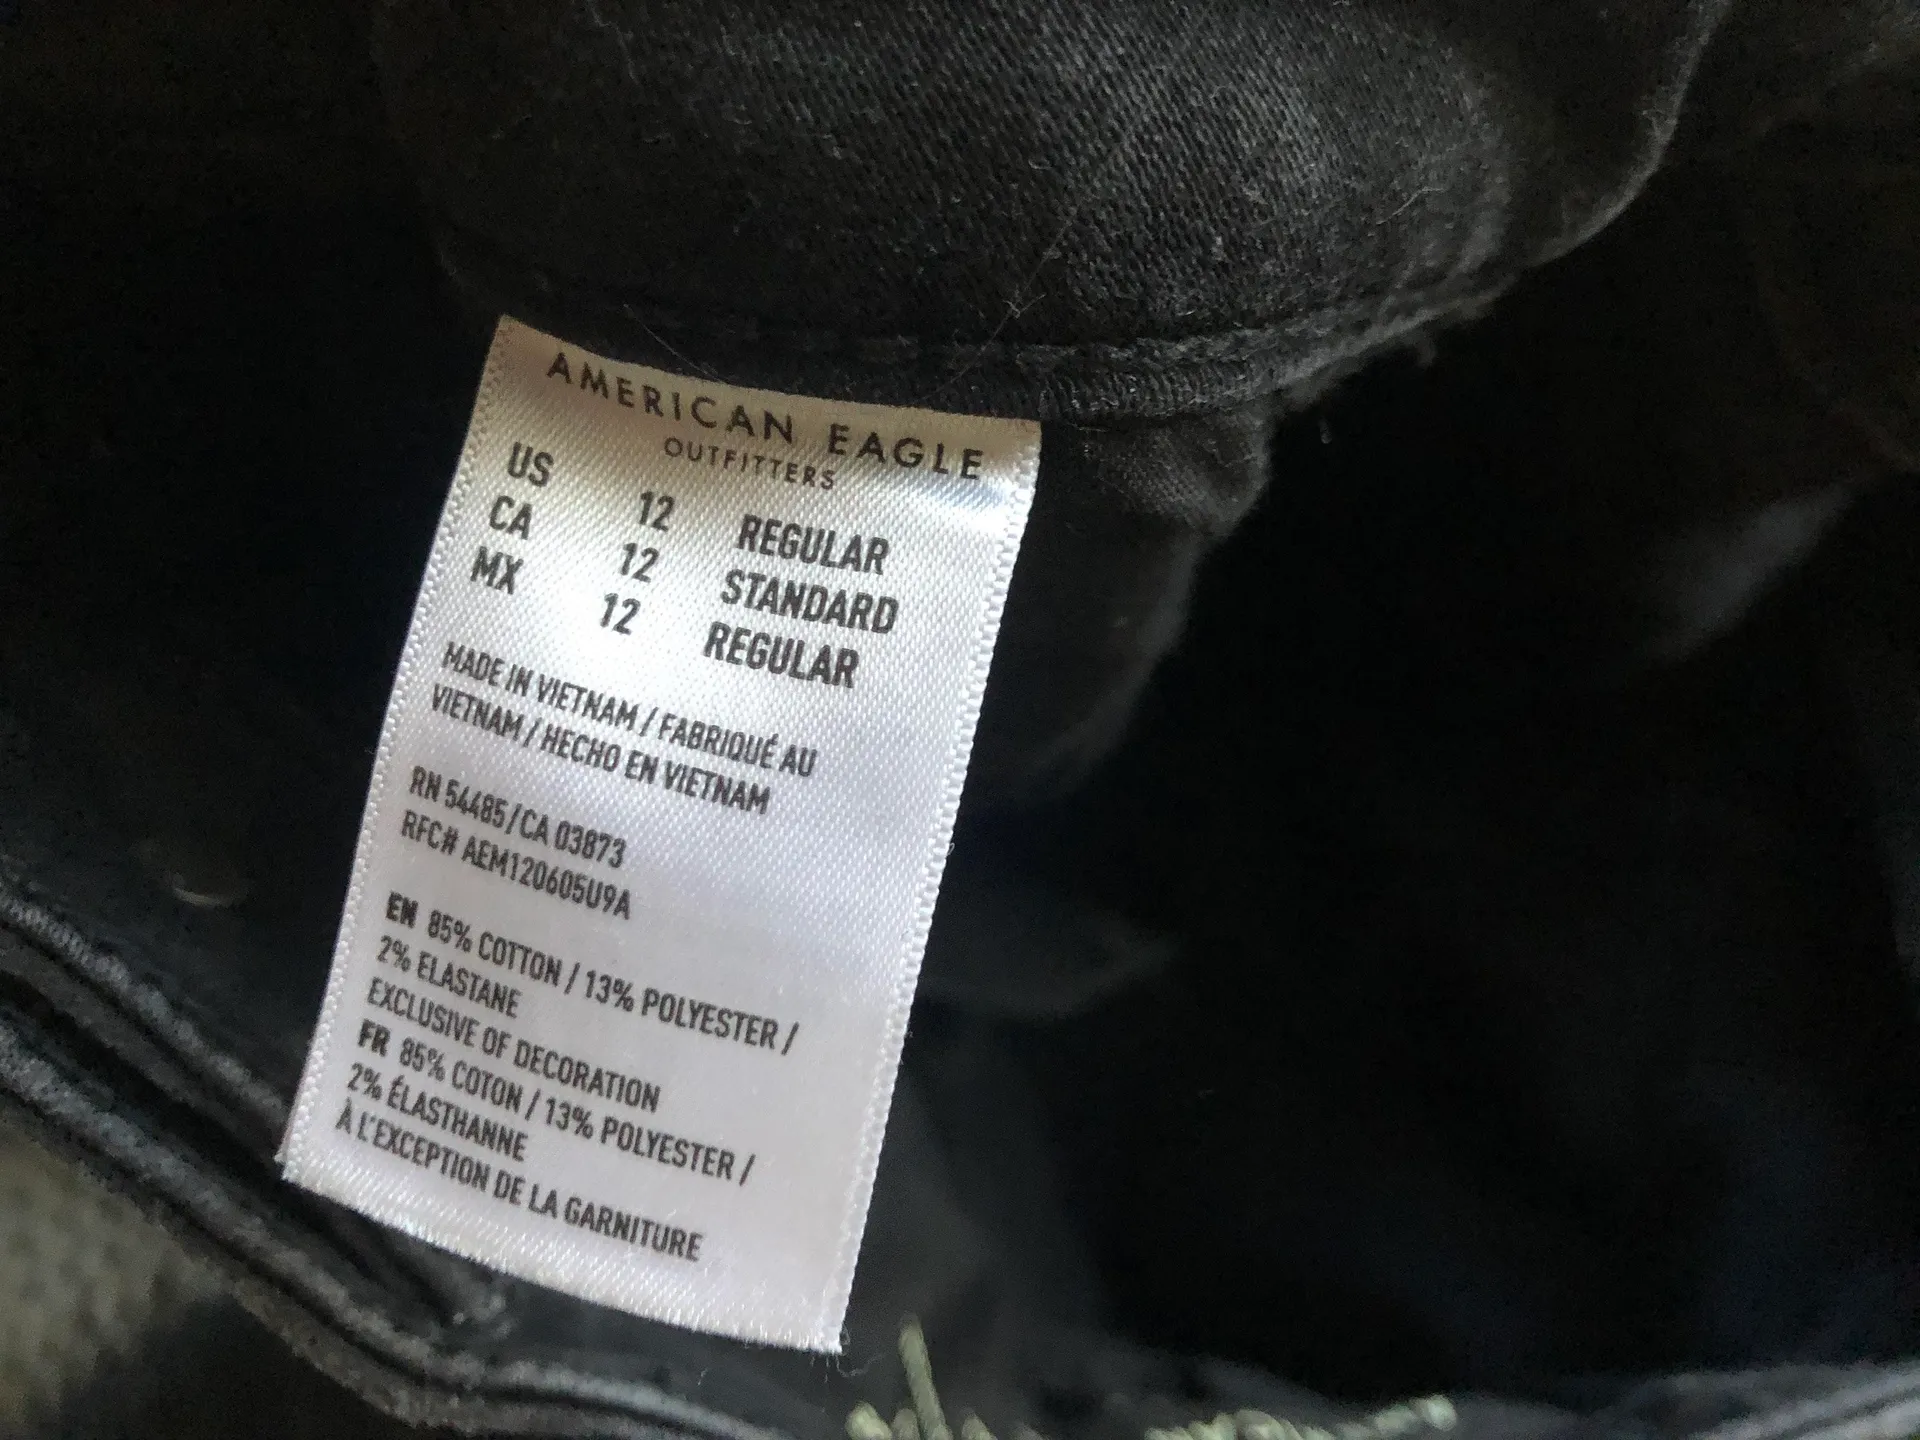 AMERICAN EAGLE
OUTFITTERS
US 12 REGULAR
CA 12 STANDARD
MX 12 REGULAR
MADE IN VIETNAM / FABRIQUÉ AU
VIETNAM / HECHO EN VIETNAM
RN 54485/CA 03873
RFC# AEM120605U9A
EN 85% COTTON / 13% POLYESTER /
2% ELASTANE
EXCLUSIVE OF DECORATION
FR 85% COTON / 13% POLYESTER /
2% ÉLASTHANNE
À L'EXCEPTION DE LA GARNITURE